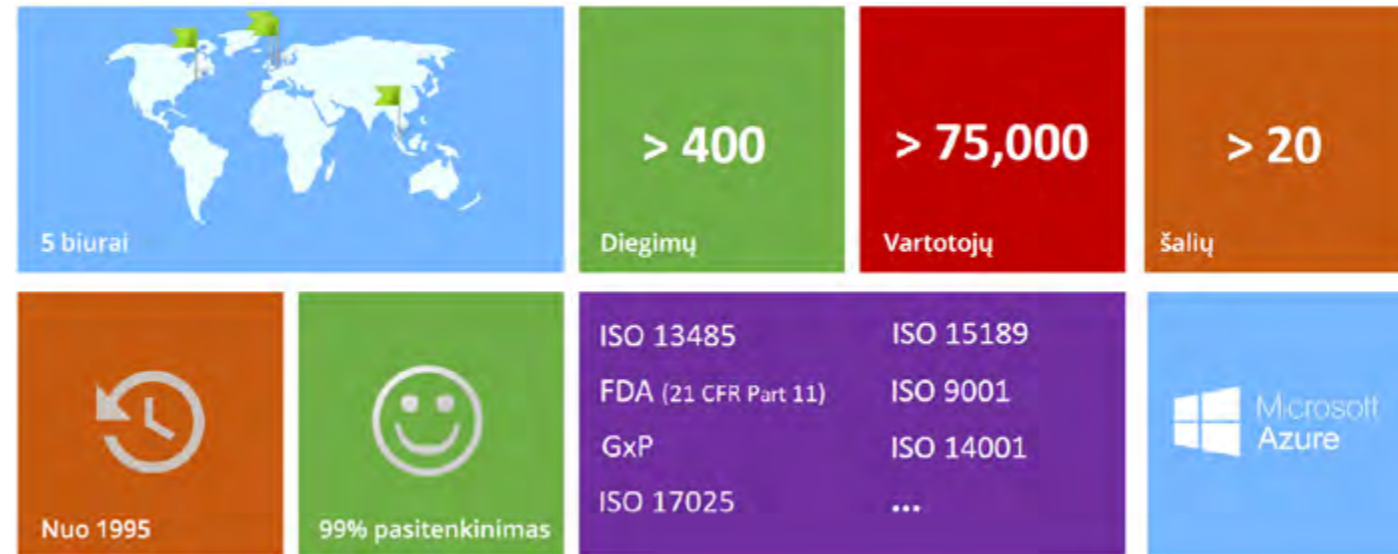 5 biurai
> 400
Diegimų
> 75,000
Vartotojų
> 20
šalių
Nuo 1995
99% pasitenkinimas
ISO 13485
FDA (21 CFR Part 11)
GxP
ISO 17025
ISO 15189
ISO 9001
ISO 14001
...
Microsoft
Azure